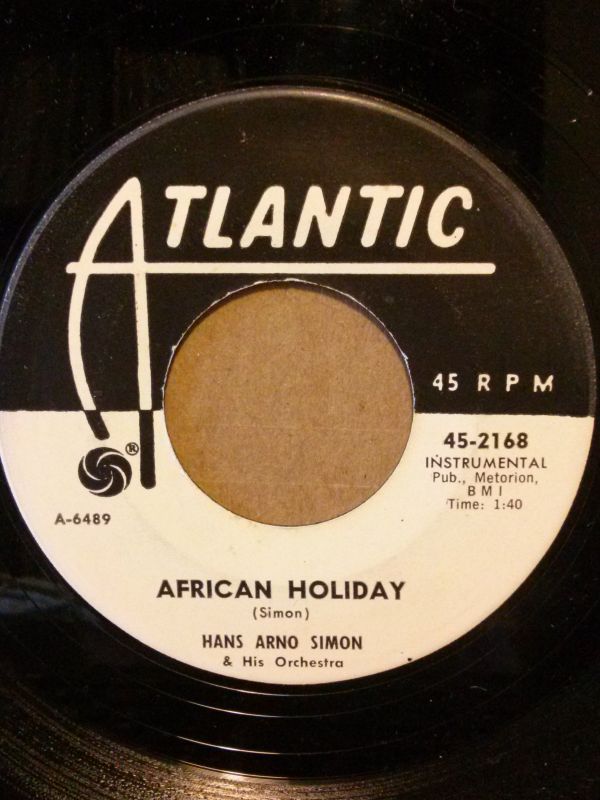 ATLANTIC
45 RPM
®
45-2168
INSTRUMENTAL
Pub., Metorion,
BMI
Time: 1:40
A-6489
AFRICAN HOLIDAY
(Simon)
HANS ARNO SIMON
& His Orchestra